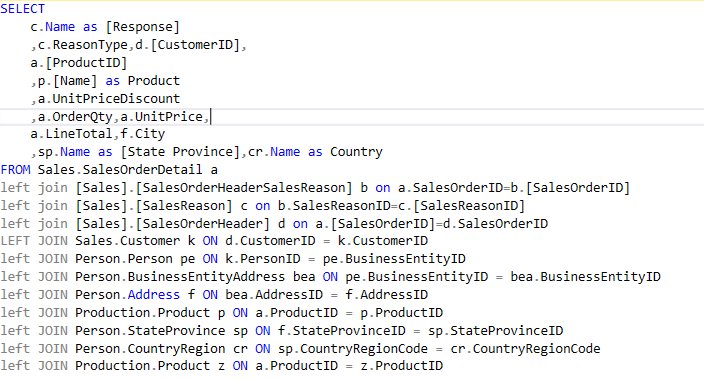 SELECT
c.Name as [Response]
,c.ReasonType,d.[CustomerID],
a.[ProductID]
,p.[Name] as Product
,a.UnitPriceDiscount
,a.OrderQty,a.UnitPrice,
a.LineTotal,f.City
,sp.Name as [State Province],cr.Name as Country
FROM Sales.SalesOrderDetail a
left join [Sales].[SalesOrderHeaderSalesReason] b on a.SalesOrderID=b.[SalesOrderID]
left join [Sales].[SalesReason] c on b.SalesReasonID=c.[SalesReasonID]
left join [Sales].[SalesOrderHeader] d on a.[SalesOrderID]=d.SalesOrderID
LEFT JOIN Sales.Customer k ON d.CustomerID = k.CustomerID
left JOIN Person.Person pe ON k.PersonID = pe.BusinessEntityID
left JOIN Person.BusinessEntityAddress bea ON pe.BusinessEntityID = bea.BusinessEntityID
left JOIN Person.Address f ON bea.AddressID = f.AddressID
left JOIN Production.Product p ON a.ProductID = p.ProductID
left JOIN Person.StateProvince sp ON f.StateProvinceID = sp.StateProvinceID
left JOIN Person.CountryRegion cr ON sp.CountryRegionCode = cr.CountryRegionCode
left JOIN Production.Product z ON a.ProductID = z.ProductID